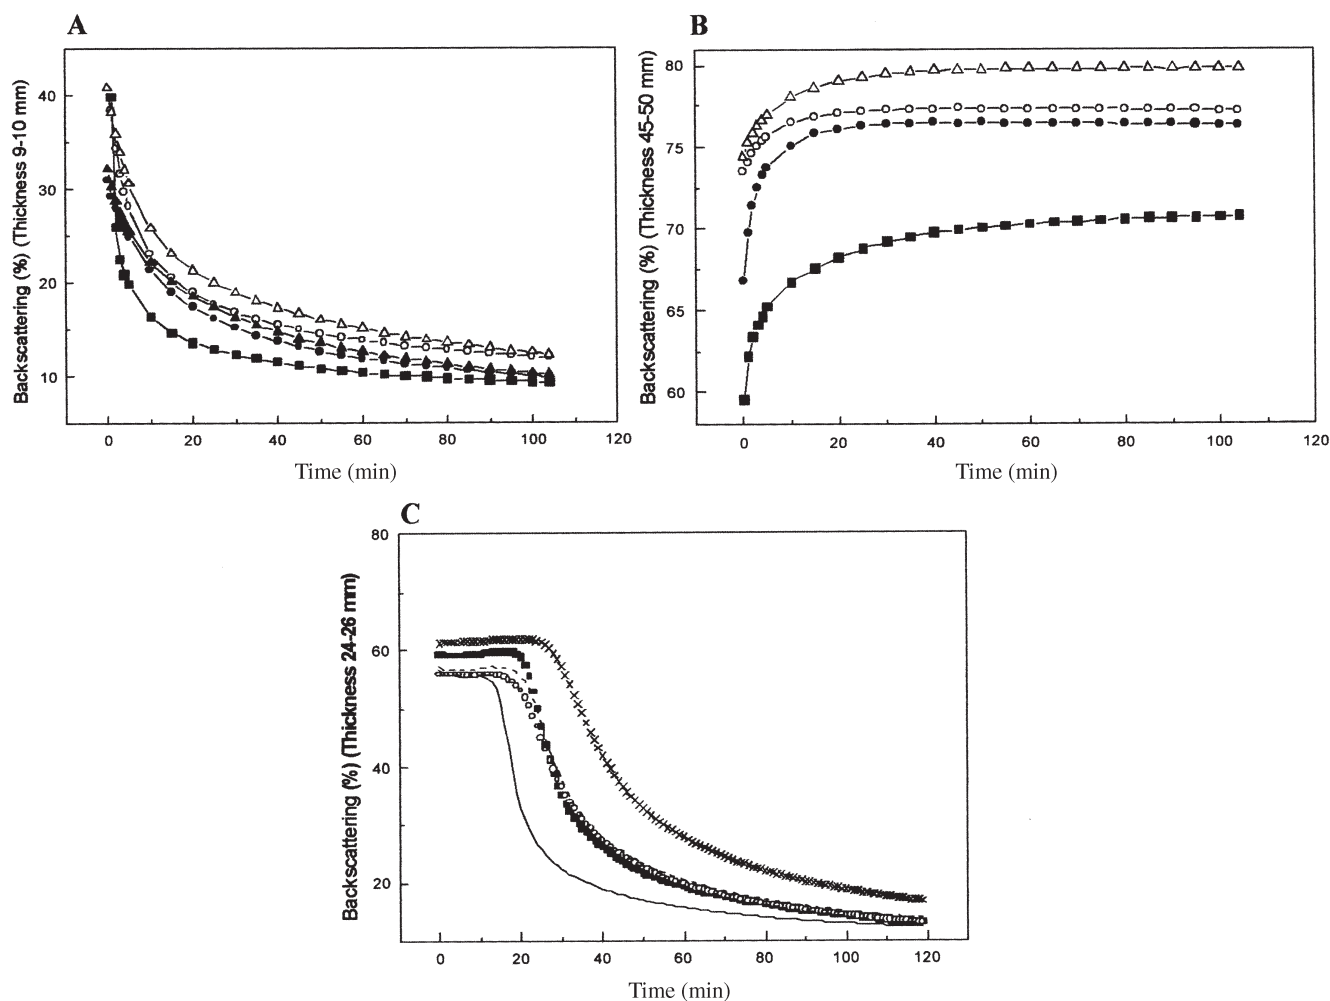 A
Backscattering (%) (Thickness 9-10 mm)
40
30
20
10
0 20 40 60 80 100 120
Time (min)
B
Backscattering (%) (Thickness 45-50 mm)
80
75
70
65
60
0 20 40 60 80 100 120
Time (min)
C
Backscattering (%) (Thickness 24-26 mm)
80
60
40
20
0 20 40 60 80 100 120
Time (min)